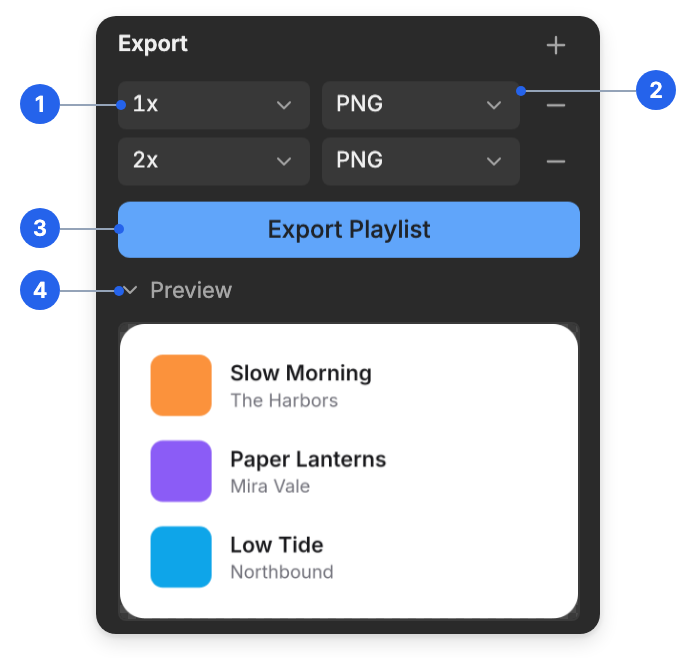 Export
1 1x PNG 2
2x PNG
3 Export Playlist
4 Preview
Slow Morning
The Harbors
Paper Lanterns
Mira Vale
Low Tide
Northbound